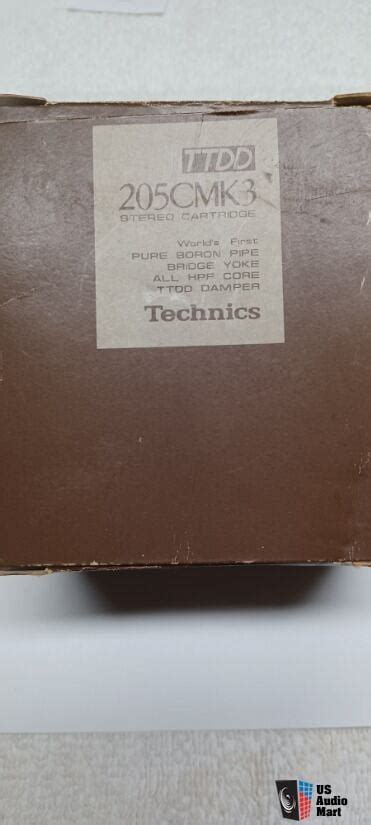 TTDD
205CMK3
STEREO CARTRIDGE
World's First
PURE BORON PIPE
BRIDGE YOKE
ALL HPF CORE
TTDD DAMPER
Technics
US
Audio
Mart